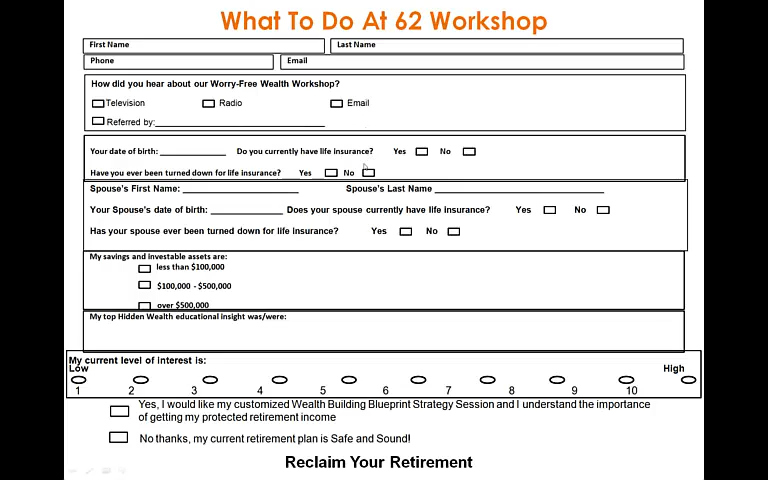 What To Do At 62 Workshop
First Name Last Name
Phone Email
How did you hear about our Worry-Free Wealth Workshop?
Television Radio Email
Referred by:
Your date of birth: Do you currently have life insurance? Yes No
Have you ever been turned down for life insurance? Yes No
Spouse's First Name: Spouse's Last Name
Your Spouse's date of birth: Does your spouse currently have life insurance? Yes No
Has your spouse ever been turned down for life insurance? Yes No
My savings and investable assets are:
less than $100,000
$100,000 - $500,000
over $500,000
My top Hidden Wealth educational insight was/were:
My current level of interest is:
Low High
1 2 3 4 5 6 7 8 9 10
Yes, I would like my customized Wealth Building Blueprint Strategy Session and I understand the importance
of getting my protected retirement income
No thanks, my current retirement plan is Safe and Sound!
Reclaim Your Retirement